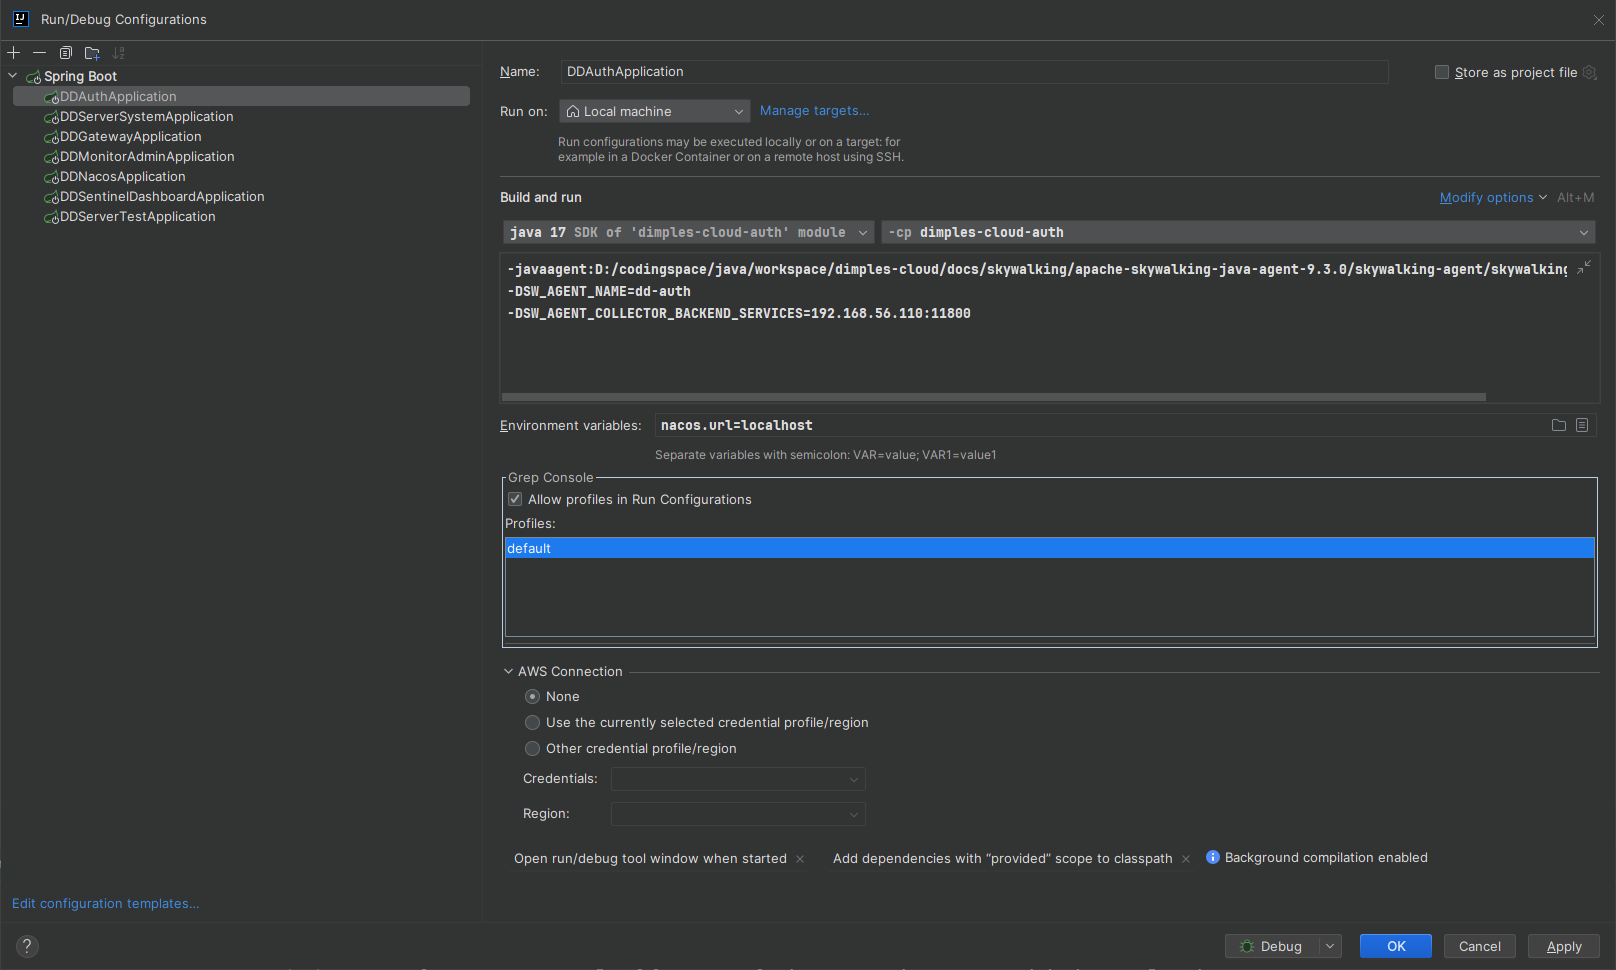 Run/Debug Configurations
Spring Boot
DDAuthApplication
DDServerSystemApplication
DDGatewayApplication
DDMonitorAdminApplication
DDNacosApplication
DDSentinelDashboardApplication
DDServerTestApplication
Edit configuration templates...
Name: DDAuthApplication
Store as project file
Run on: Local machine Manage targets...
Run configurations may be executed locally or on a target: for
example in a Docker Container or on a remote host using SSH.
Build and run
Modify options Alt+M
java 17 SDK of 'dimples-cloud-auth' module
-cp dimples-cloud-auth
-javaagent:D:/codingspace/java/workspace/dimples-cloud/docs/skywalking/apache-skywalking-java-agent-9.3.0/skywalking-agent/skywalking
-DSW_AGENT_NAME=dd-auth
-DSW_AGENT_COLLECTOR_BACKEND_SERVICES=192.168.56.110:11800
Environment variables: nacos.url=localhost
Separate variables with semicolon: VAR=value; VAR1=value1
Grep Console
Allow profiles in Run Configurations
Profiles:
default
AWS Connection
None
Use the currently selected credential profile/region
Other credential profile/region
Credentials:
Region:
Open run/debug tool window when started × Add dependencies with “provided” scope to classpath × Background compilation enabled
? Debug OK Cancel Apply